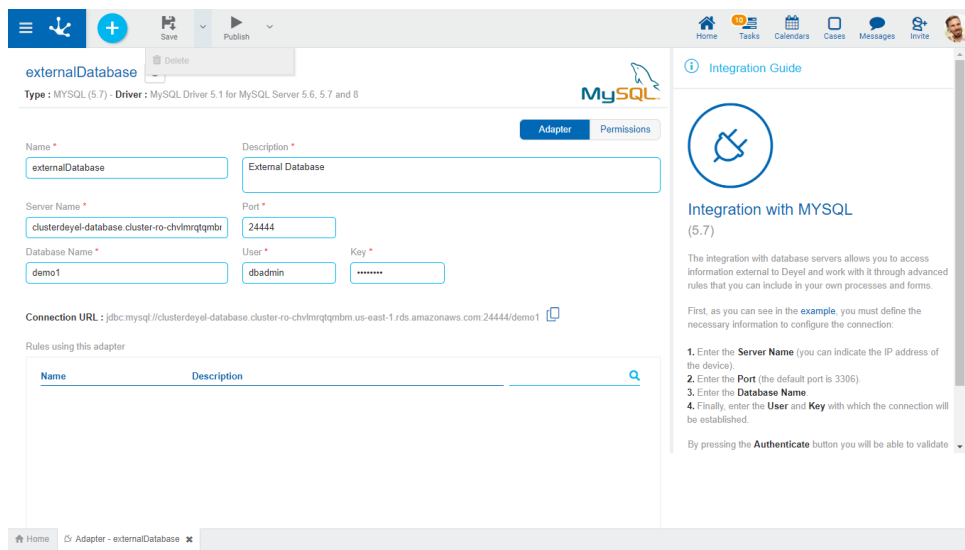 Save
Publish
Home
10
Tasks
Calendars
Cases
Messages
Invite
Delete
externalDatabase
Type : MYSQL (5.7) - Driver : MySQL Driver 5.1 for MySQL Server 5.6, 5.7 and 8
MySQL
Adapter Permissions
Name * Description *
externalDatabase External Database
Server Name * Port *
clusterdeyel-database.cluster-ro-chvlmrqtqmbr 24444
Database Name * User * Key *
demo1 dbadmin ••••••••
Connection URL : jdbc:mysql://clusterdeyel-database.cluster-ro-chvlmrqtqmbm.us-east-1.rds.amazonaws.com:24444/demo1
Rules using this adapter
Name Description
Integration Guide
Integration with MYSQL
(5.7)
The integration with database servers allows you to access
information external to Deyel and work with it through advanced
rules that you can include in your own processes and forms.
First, as you can see in the example, you must define the
necessary information to configure the connection:
1. Enter the Server Name (you can indicate the IP address of
the device).
2. Enter the Port (the default port is 3306).
3. Enter the Database Name.
4. Finally, enter the User and Key with which the connection will
be established.
By pressing the Authenticate button you will be able to validate
Home Adapter - externalDatabase